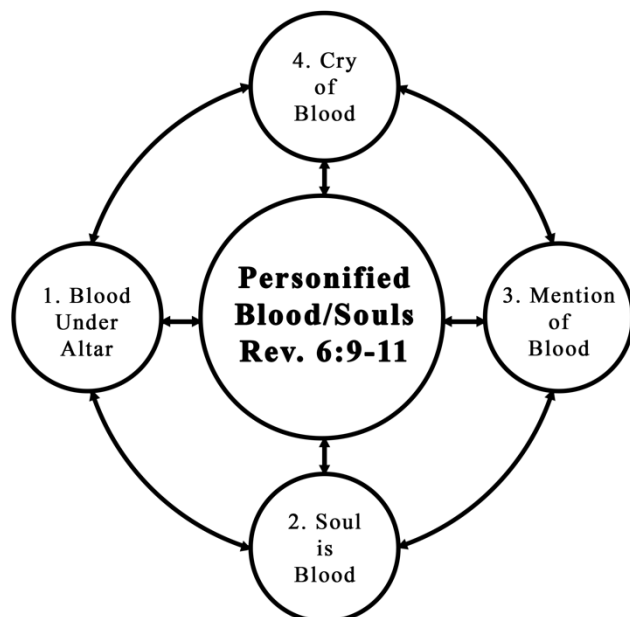 4. Cry
of
Blood
Personified
Blood/Souls
Rev. 6:9-11
1. Blood
Under
Altar
3. Mention
of
Blood
2. Soul
is
Blood